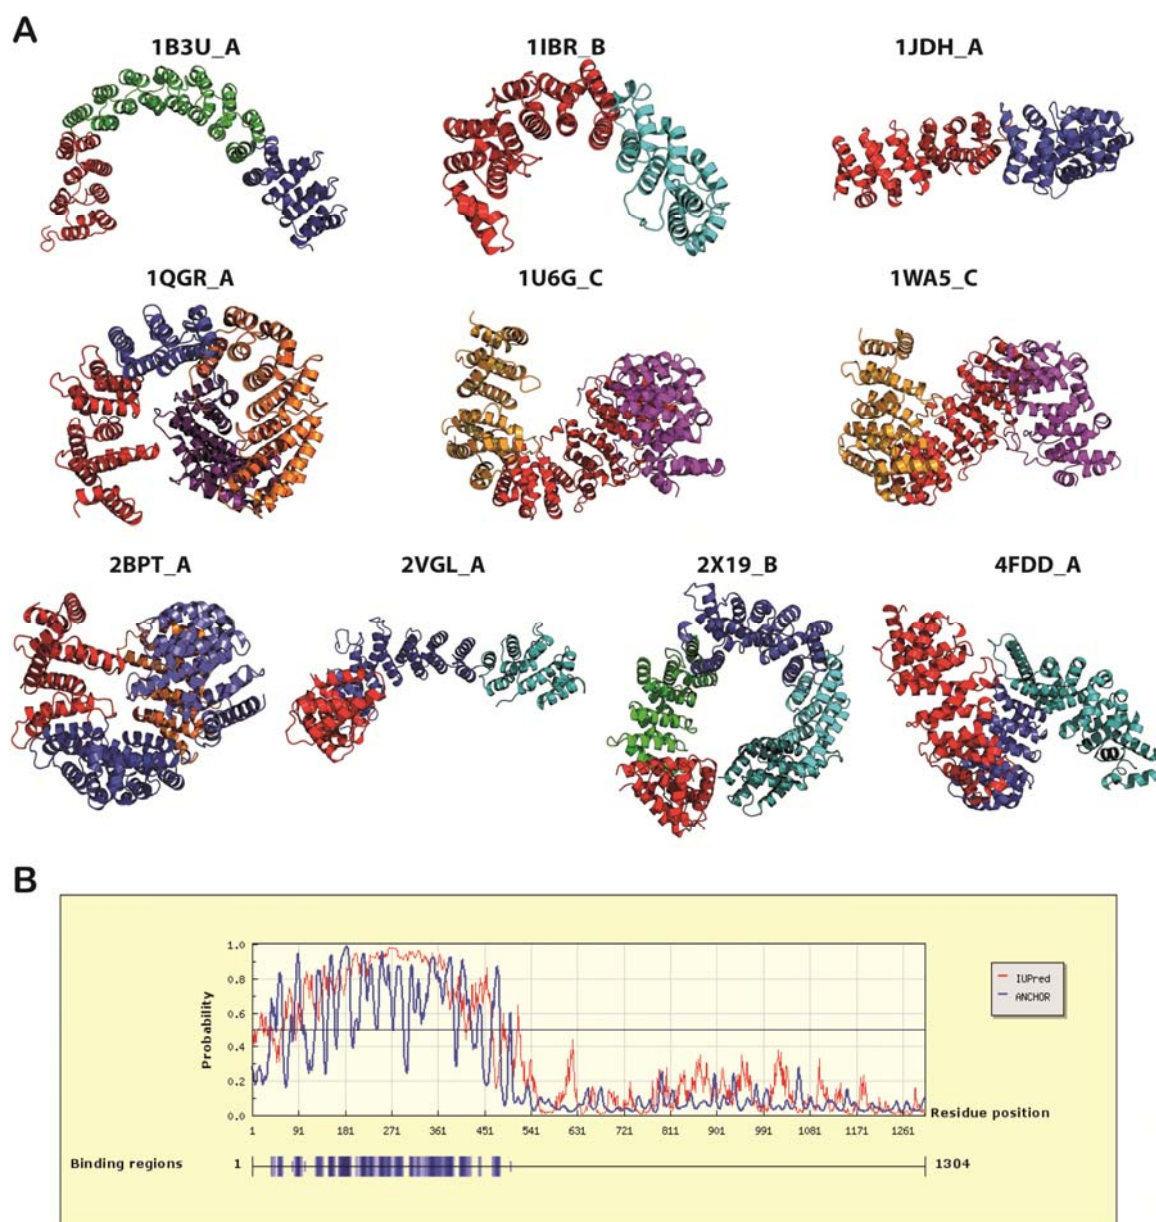 A
1B3U_A 1IBR_B 1JDH_A
1QGR_A 1U6G_C 1WA5_C
2BPT_A 2VGL_A 2X19_B 4FDD_A
B
1.0
0.8
0.6
0.4
0.2
0.0
Probability
1 91 181 271 361 451 541 631 721 811 901 991 1081 1171 1261
Residue position
IUPred
ANCHOR
Binding regions 1 1304